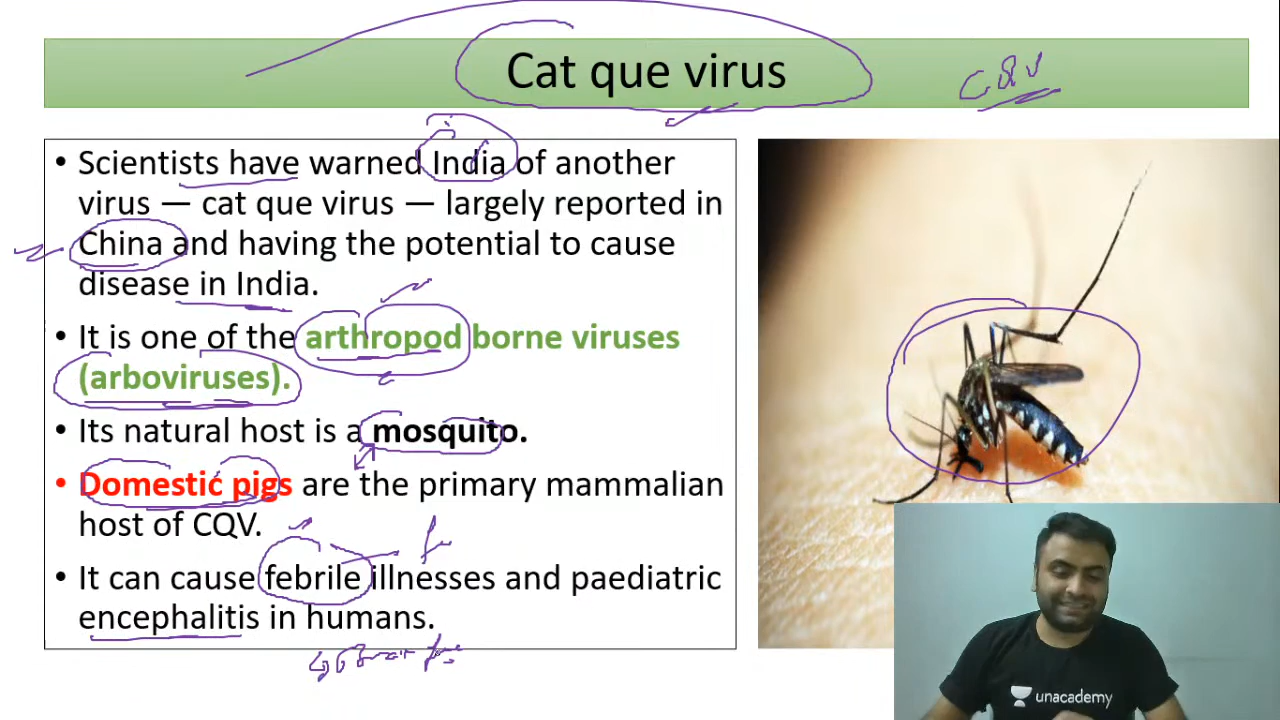 Cat que virus
CQV
• Scientists have warned India of another
virus — cat que virus — largely reported in
China and having the potential to cause
disease in India.
• It is one of the arthropod borne viruses
(arboviruses).
• Its natural host is a mosquito.
• Domestic pigs are the primary mammalian
host of CQV.
• It can cause febrile illnesses and paediatric
encephalitis in humans.
unacademy